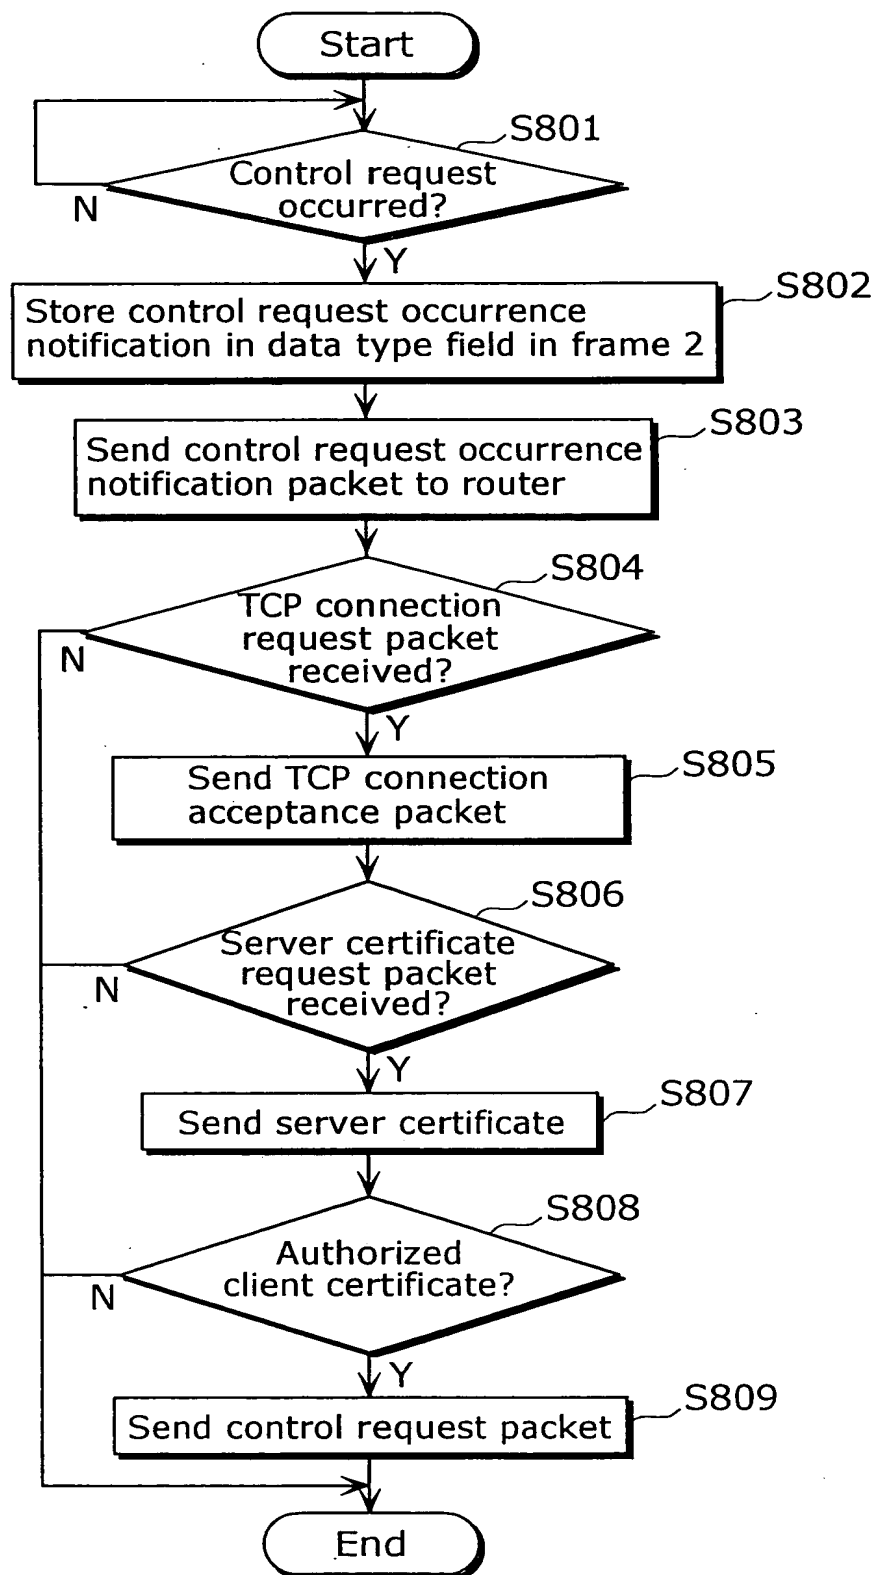 Start
S801
Control request
occurred?
N
Y
S802
Store control request occurrence
notification in data type field in frame 2
S803
Send control request occurrence
notification packet to router
S804
TCP connection
request packet
received?
N
Y
S805
Send TCP connection
acceptance packet
S806
Server certificate
request packet
received?
N
Y
S807
Send server certificate
S808
Authorized
client certificate?
N
Y
S809
Send control request packet
End